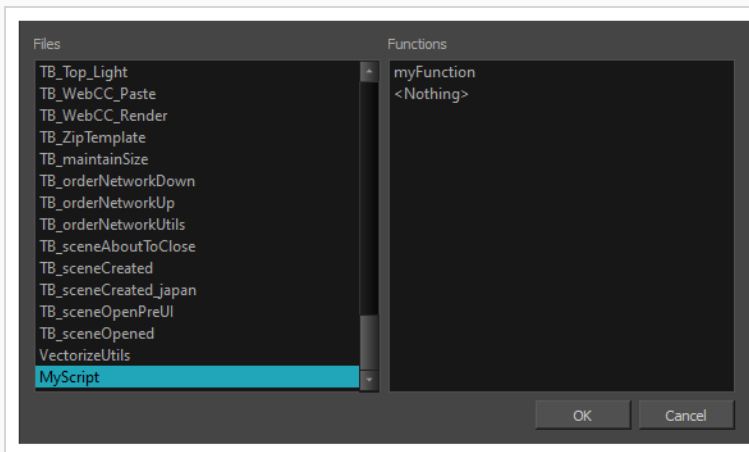 Files
TB_Top_Light
TB_WebCC_Paste
TB_WebCC_Render
TB_ZipTemplate
TB_maintainSize
TB_orderNetworkDown
TB_orderNetworkUp
TB_orderNetworkUtils
TB_sceneAboutToClose
TB_sceneCreated
TB_sceneCreated_japan
TB_sceneOpenPreUI
TB_sceneOpened
VectorizeUtils
MyScript
Functions
myFunction
<Nothing>
OK
Cancel